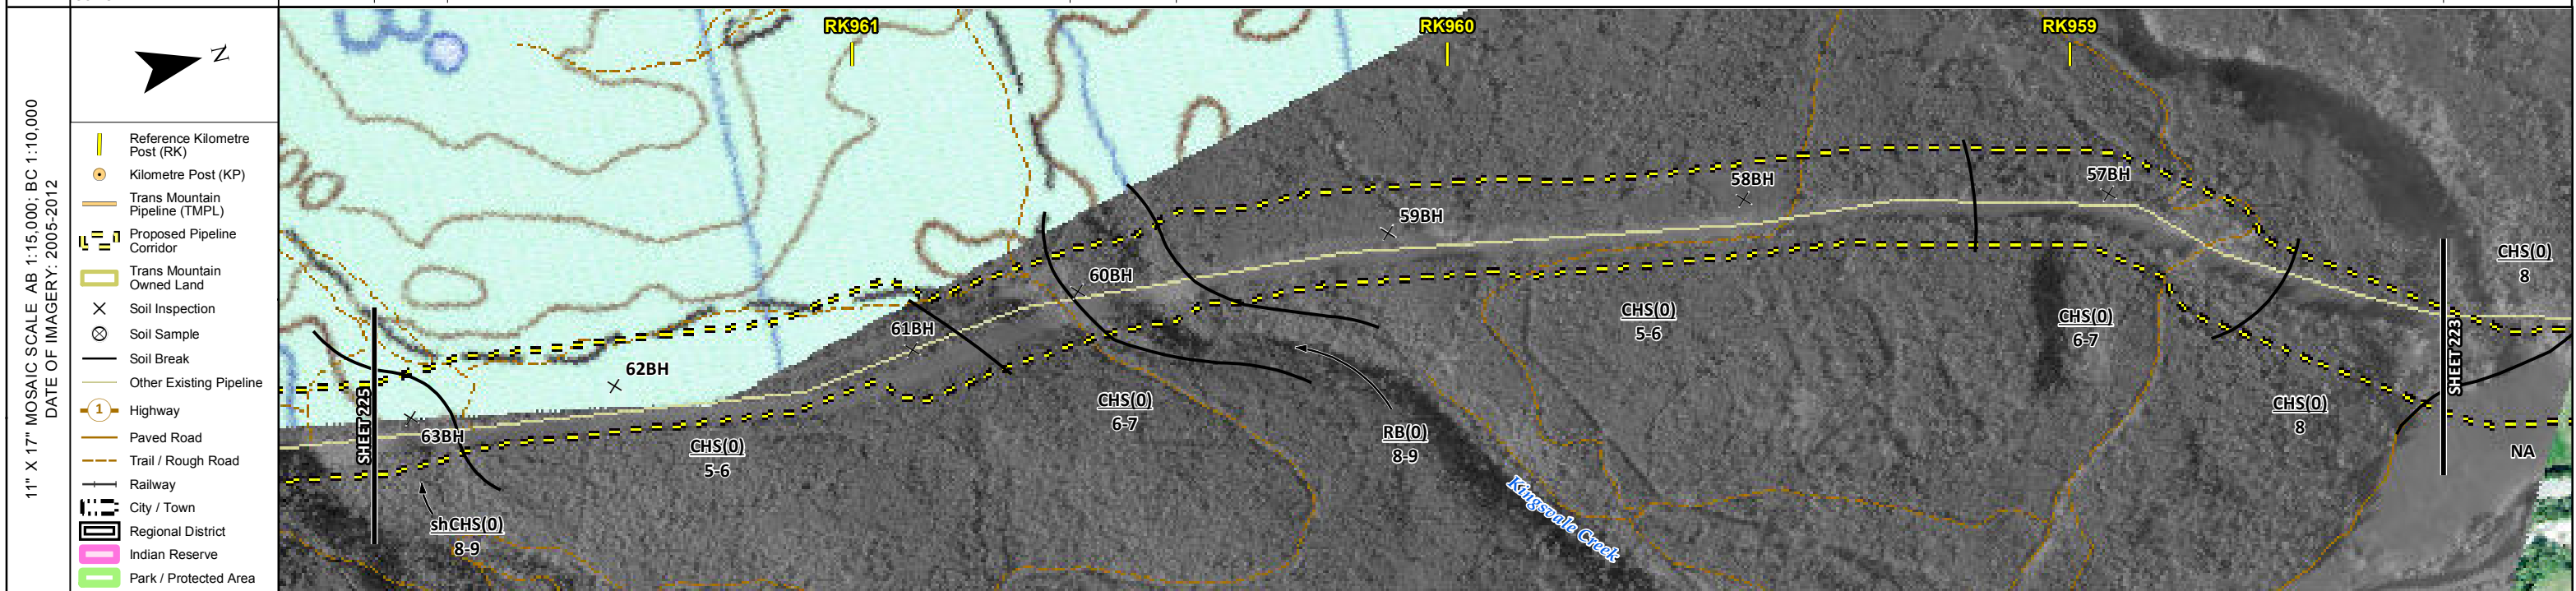 11" X 17" MOSAIC SCALE  AB 1:15,000; BC 1:10,000
DATE OF IMAGERY: 2005-2012
N
Reference Kilometre
Post (RK)
Kilometre Post (KP)
Trans Mountain
Pipeline (TMPL)
Proposed Pipeline
Corridor
Trans Mountain
Owned Land
Soil Inspection
Soil Sample
Soil Break
Other Existing Pipeline
1
Highway
Paved Road
Trail / Rough Road
Railway
City / Town
Regional District
Indian Reserve
Park / Protected Area
RK961
RK960
RK959
58BH
57BH
59BH
60BH
61BH
62BH
63BH
SHEET 225
SHEET 223
CHS(0)
8
CHS(0)
5-6
CHS(0)
6-7
CHS(0)
6-7
CHS(0)
8
RB(0)
8-9
CHS(0)
5-6
NA
Kingsvale Creek
shCHS(0)
8-9